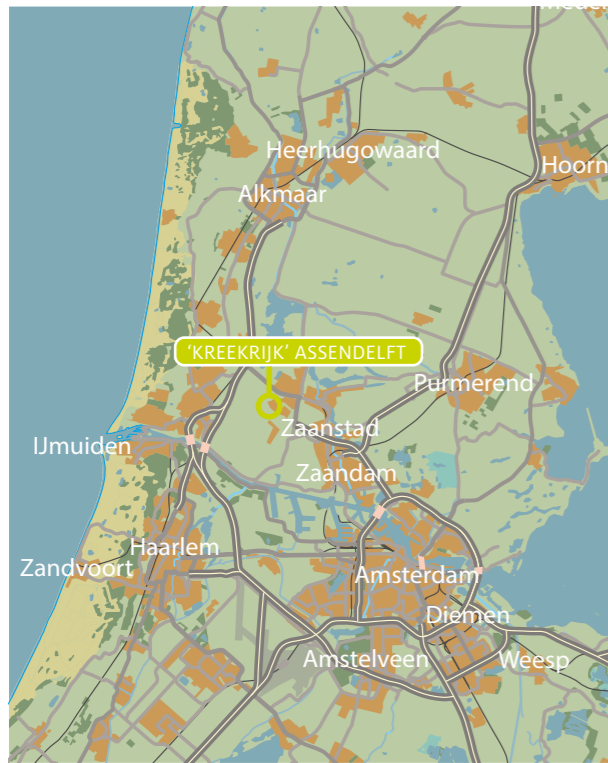 Heerhugowaard
Hoorn
Alkmaar
'KREEKRIJK' ASSENDELFT
Purmerend
Zaanstad
IJmuiden
Zaandam
Haarlem
Zandvoort
Amsterdam
Diemen
Amstelveen
Weesp